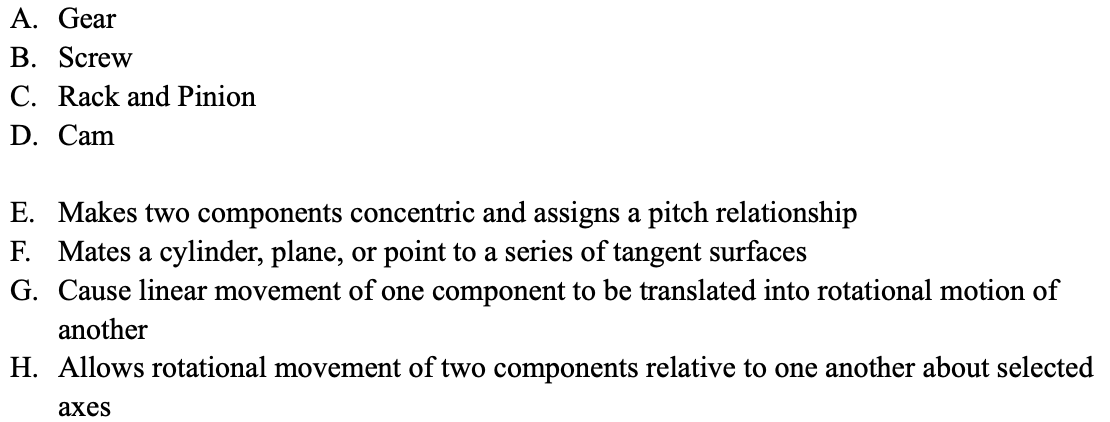 A. Gear
B. Screw
C. Rack and Pinion
D. Cam
E. Makes two components concentric and assigns a pitch relationship
F. Mates a cylinder, plane, or point to a series of tangent surfaces
G. Cause linear movement of one component to be translated into rotational motion of
another
H. Allows rotational movement of two components relative to one another about selected
axes